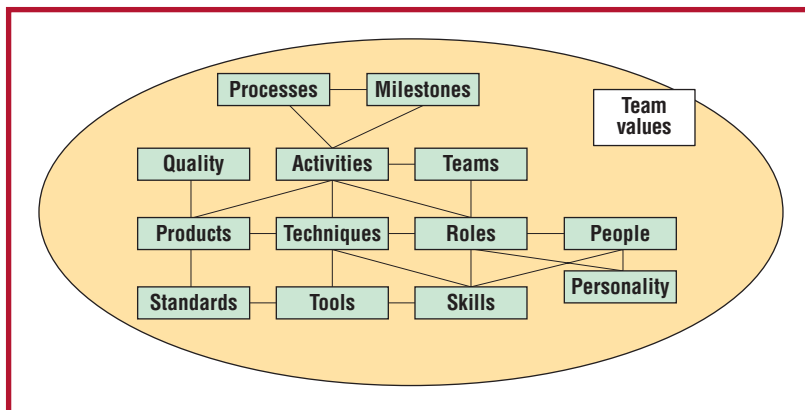 Processes
Milestones
Team
values
Quality
Activities
Teams
Products
Techniques
Roles
People
Personality
Standards
Tools
Skills